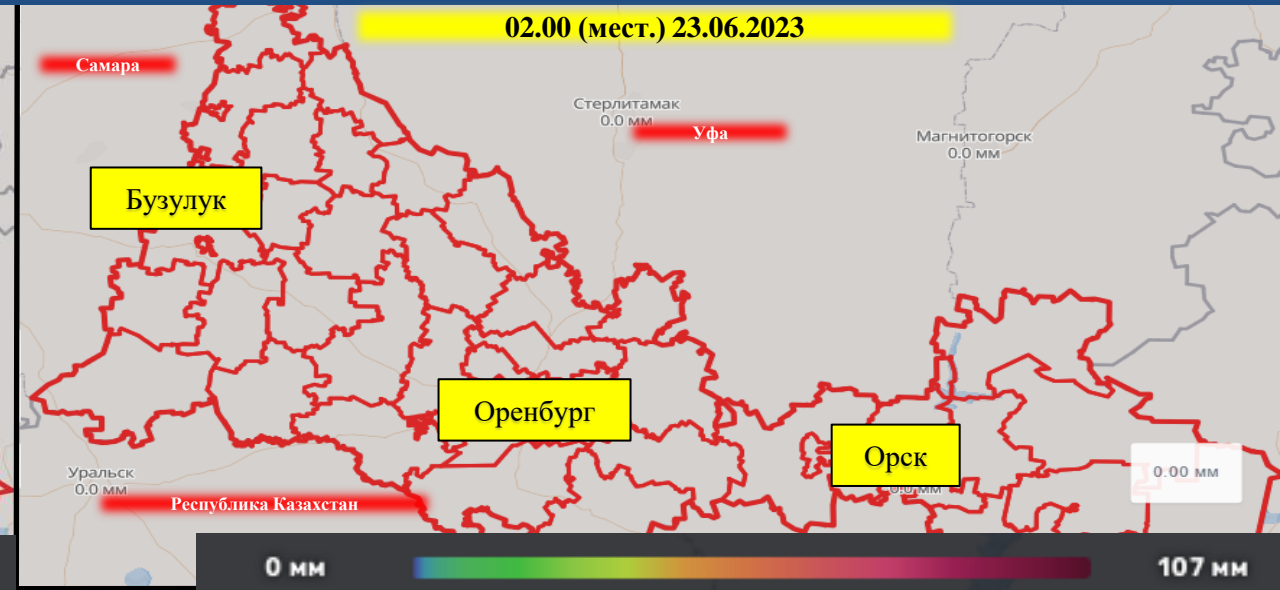 02.00 (мест.) 23.06.2023
Самара
Стерлитамак
0.0 мм
Уфа
Магнитогорск
0.0 мм
Бузулук
Оренбург
Орск
0.0 мм
0.00 мм
Уральск
0.0 мм
Республика Казахстан
0 мм
107 мм